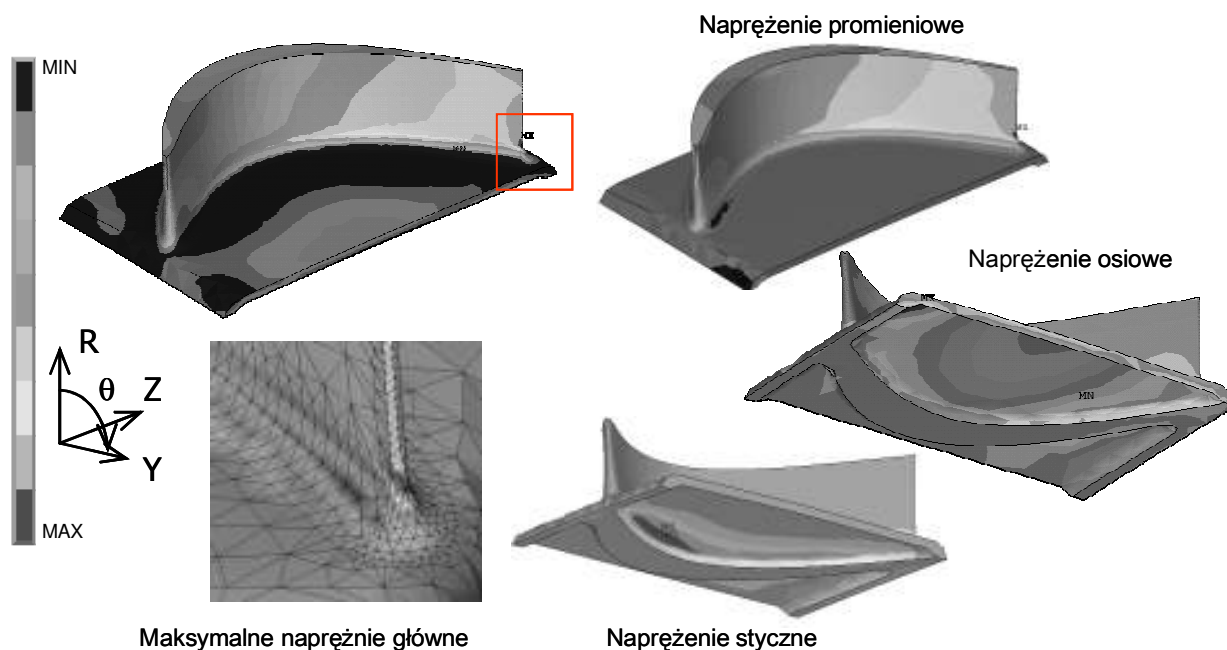 Naprężenie promieniowe
MIN
Naprężenie osiowe
MN
R
θ
Z
Y
MAX
Maksymalne naprężnie główne
Naprężenie styczne